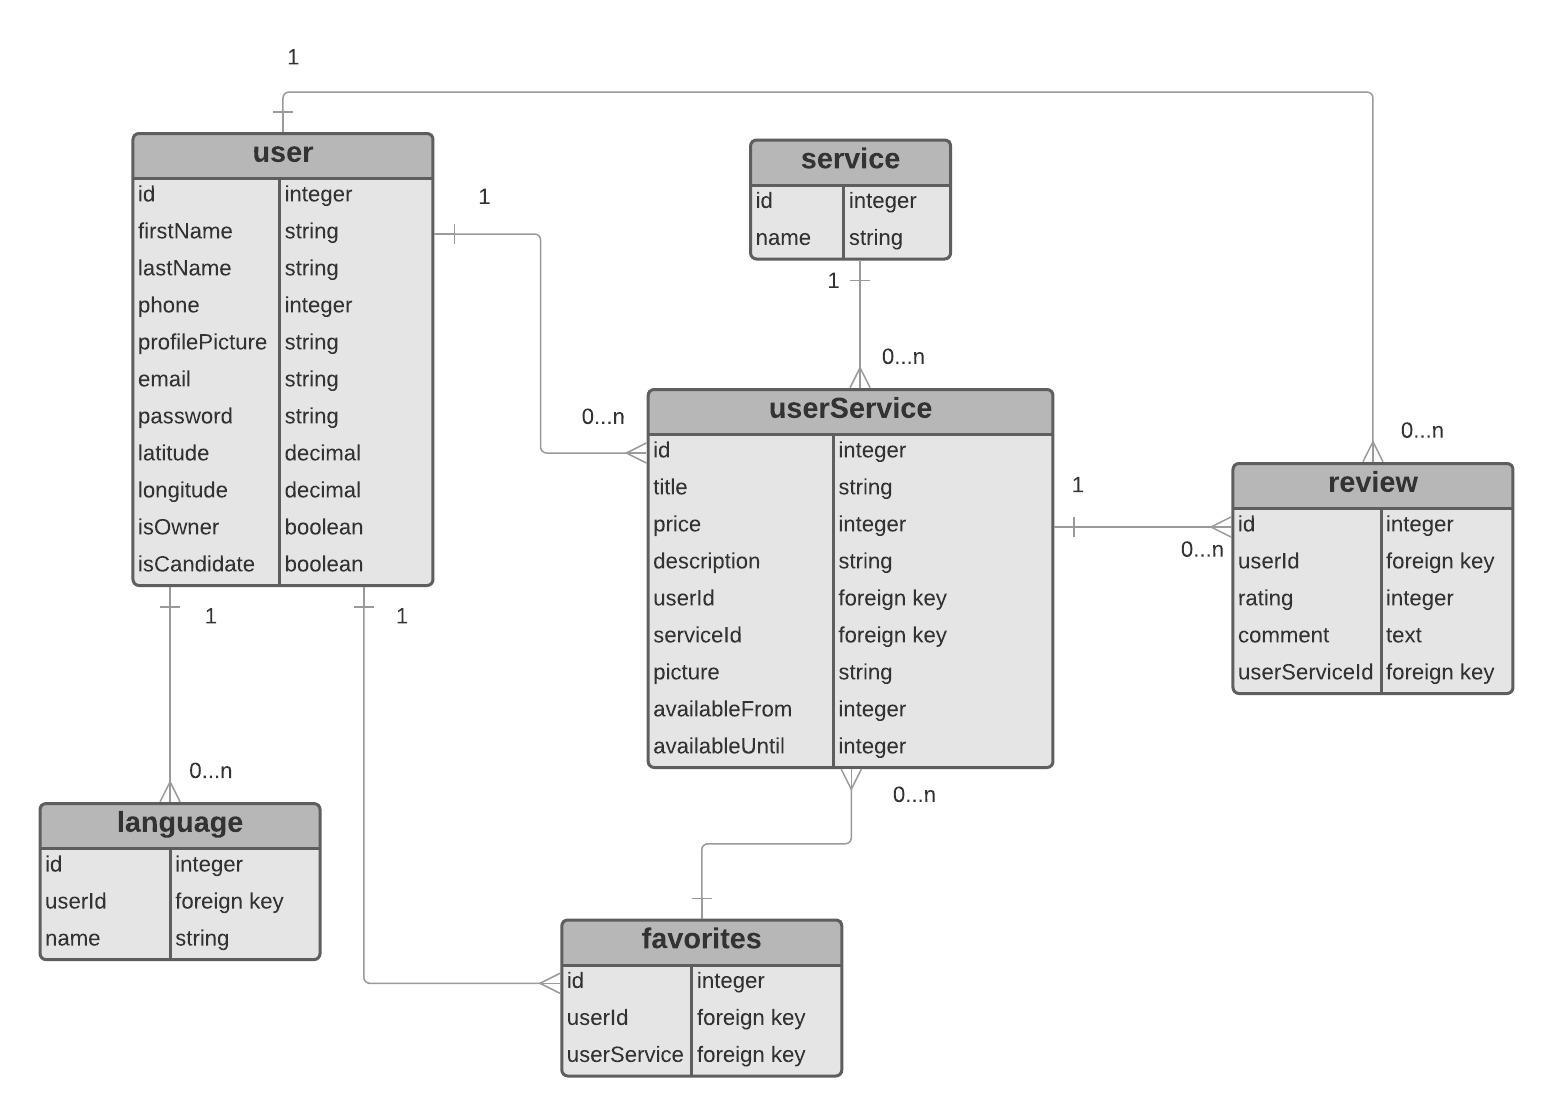 1
user
id integer
firstName string
lastName string
phone integer
profilePicture string
email string
password string
latitude decimal
longitude decimal
isOwner boolean
isCandidate boolean
1
service
id integer
name string
1
0...n
0...n
userService
id integer
title string
price integer
description string
userId foreign key
serviceId foreign key
picture string
availableFrom integer
availableUntil integer
1
0...n
0...n
review
id integer
userId foreign key
rating integer
comment text
userServiceId foreign key
1
1
0...n
language
id integer
userId foreign key
name string
0...n
favorites
id integer
userId foreign key
userService foreign key